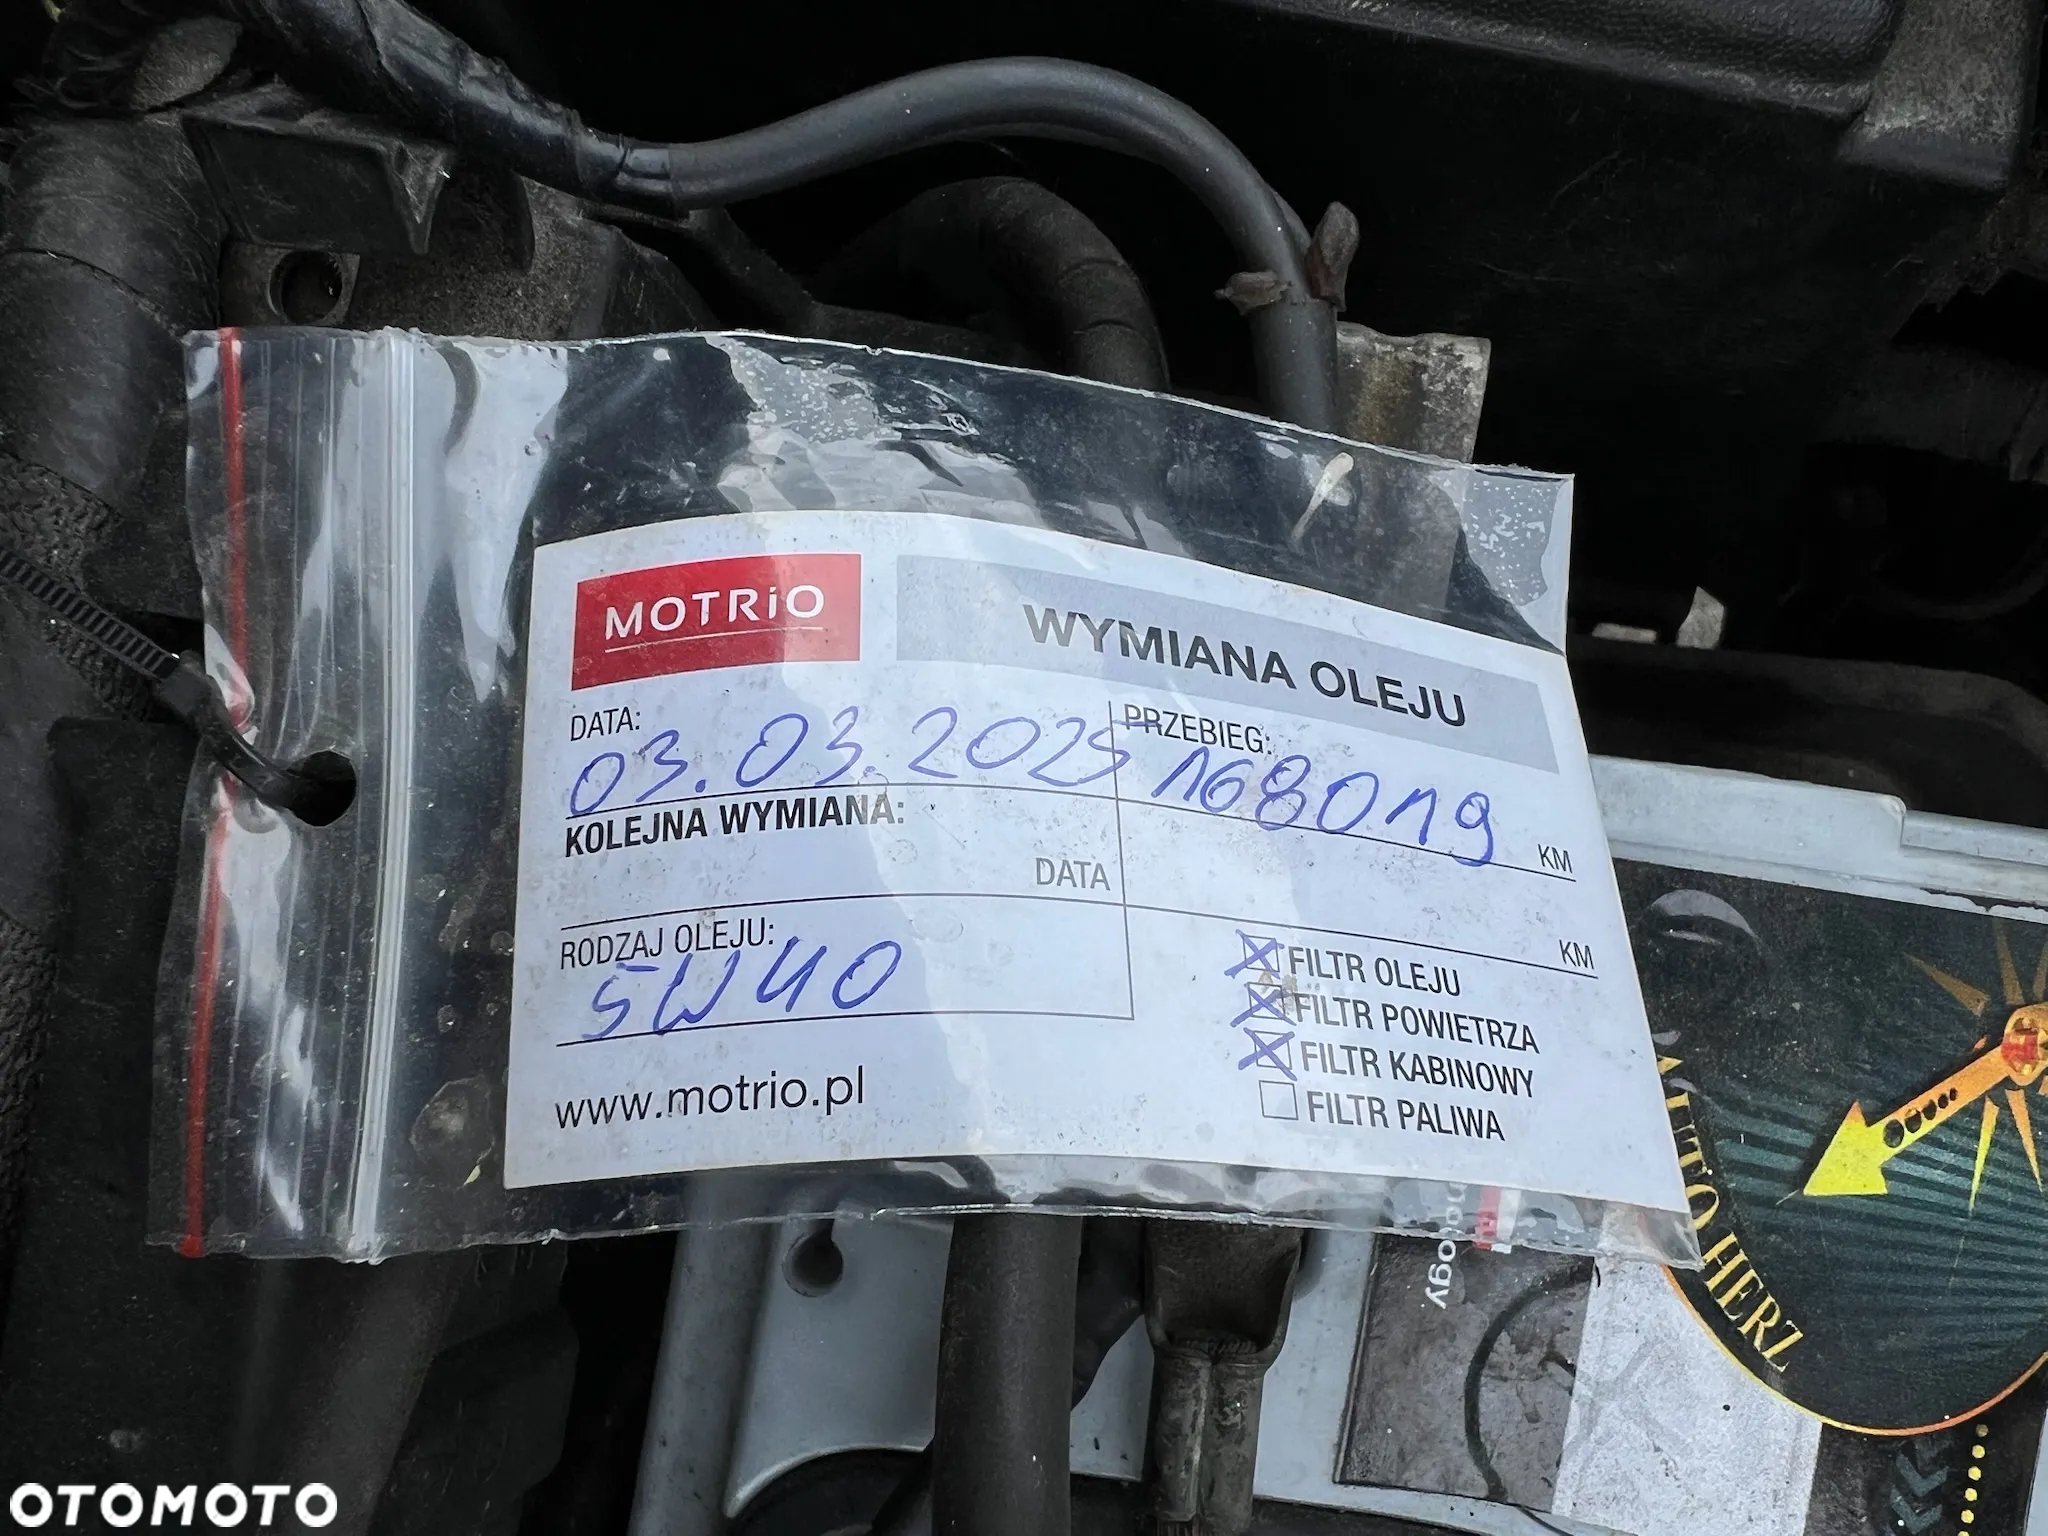 MOTRiO
WYMIANA OLEJU
DATA: 03.03.2025
PRZEBIEG: 168019 KM
KOLEJNA WYMIANA:
DATA
KM
RODZAJ OLEJU: 5W40
☒ FILTR OLEJU
☒ FILTR POWIETRZA
☒ FILTR KABINOWY
☐ FILTR PALIWA
www.motrio.pl
HERZ
OTOMOTO